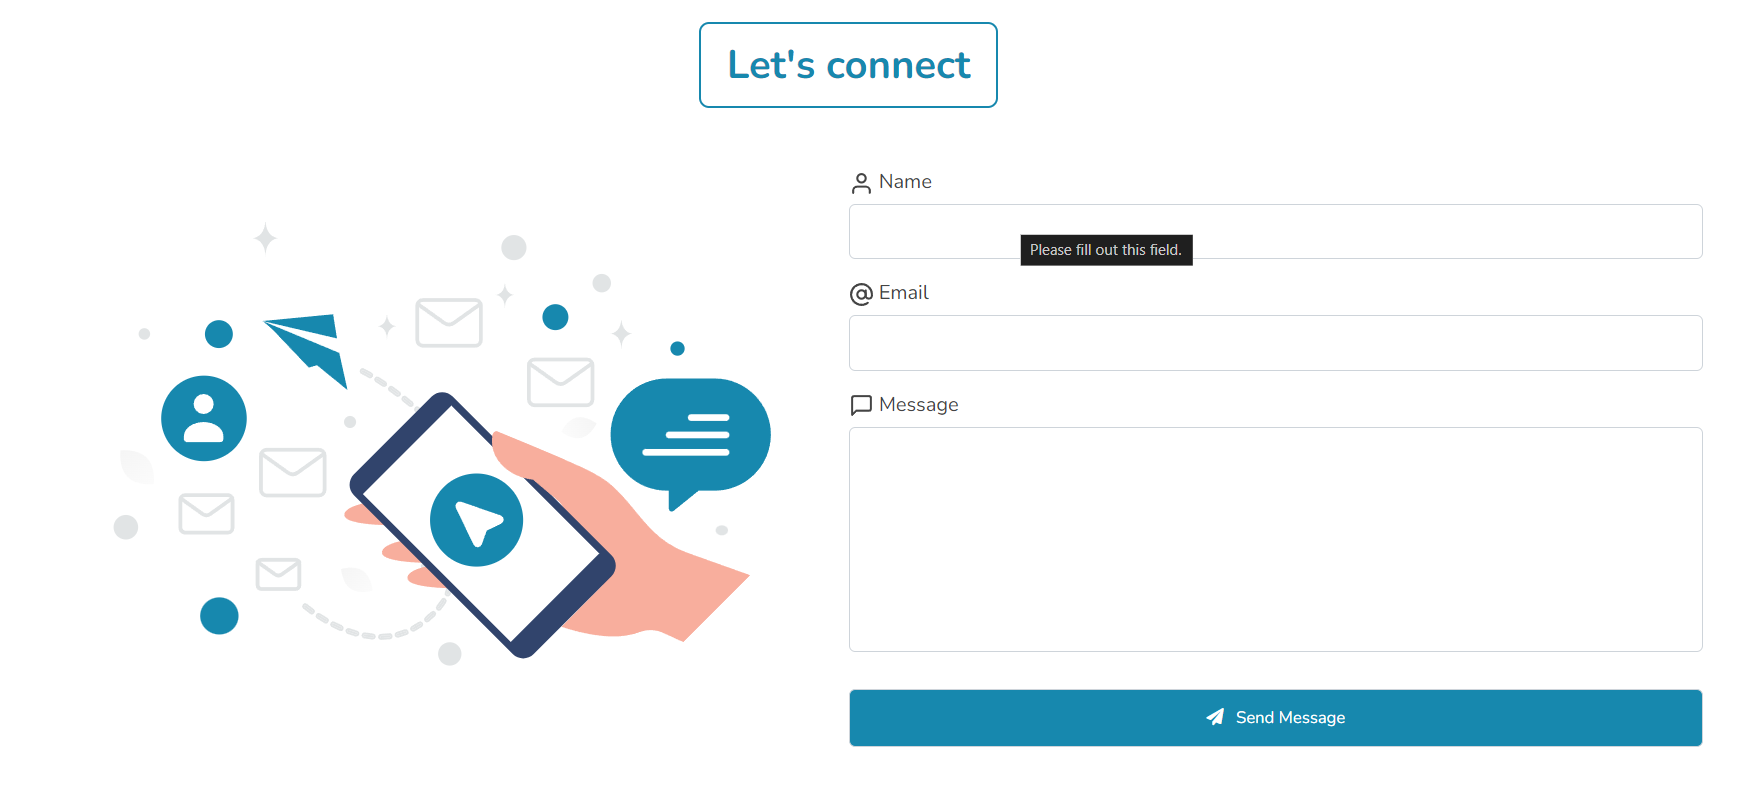 Let's connect
Name
Please fill out this field.
Email
Message
Send Message